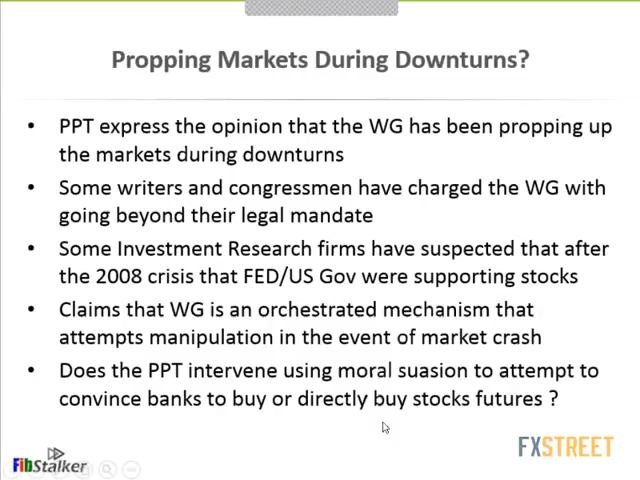 Propping Markets During Downturns?
• PPT express the opinion that the WG has been propping up
the markets during downturns
• Some writers and congressmen have charged the WG with
going beyond their legal mandate
• Some Investment Research firms have suspected that after
the 2008 crisis that FED/US Gov were supporting stocks
• Claims that WG is an orchestrated mechanism that
attempts manipulation in the event of market crash
• Does the PPT intervene using moral suasion to attempt to
convince banks to buy or directly buy stocks futures ?
FXSTREET
FibStalker